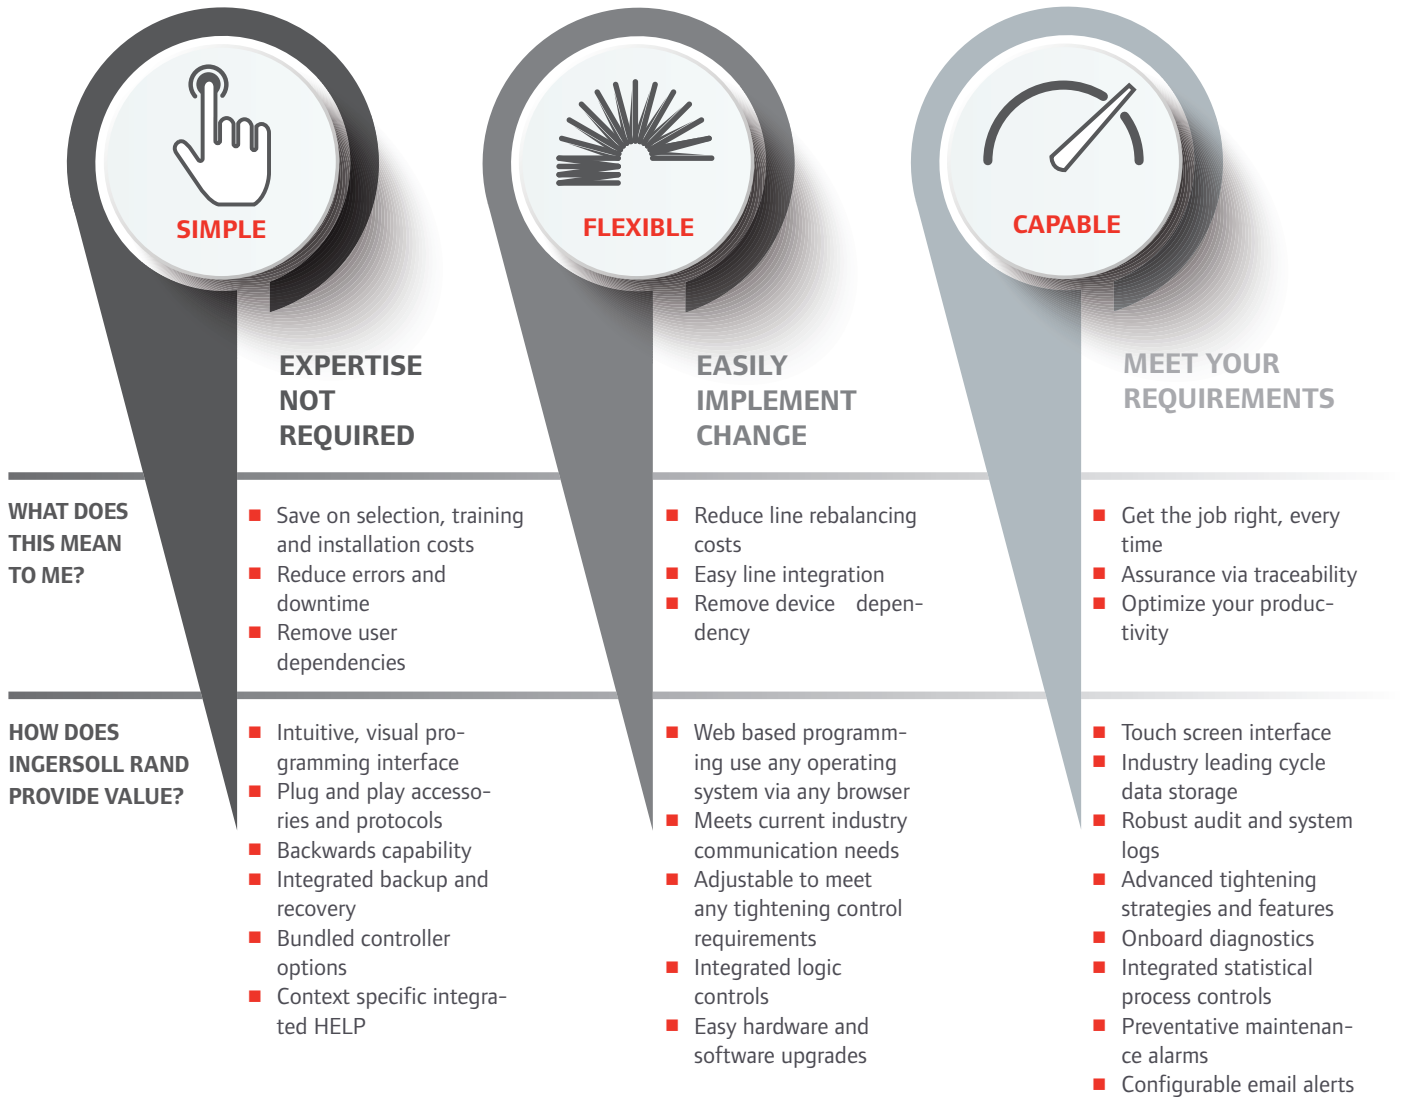 SIMPLE
FLEXIBLE
CAPABLE
EXPERTISE
NOT
REQUIRED
EASILY
IMPLEMENT
CHANGE
MEET YOUR
REQUIREMENTS
WHAT DOES
THIS MEAN
TO ME?
Save on selection, training
and installation costs
Reduce errors and
downtime
Remove user
dependencies
Reduce line rebalancing
costs
Easy line integration
Remove device depen-
dency
Get the job right, every
time
Assurance via traceability
Optimize your produc-
tivity
HOW DOES
INGERSOLL RAND
PROVIDE VALUE?
Intuitive, visual pro-
gramming interface
Plug and play accesso-
ries and protocols
Backwards capability
Integrated backup and
recovery
Bundled controller
options
Context specific integra-
ted HELP
Web based programm-
ing use any operating
system via any browser
Meets current industry
communication needs
Adjustable to meet
any tightening control
requirements
Integrated logic
controls
Easy hardware and
software upgrades
Touch screen interface
Industry leading cycle
data storage
Robust audit and system
logs
Advanced tightening
strategies and features
Onboard diagnostics
Integrated statistical
process controls
Preventative maintenan-
ce alarms
Configurable email alerts